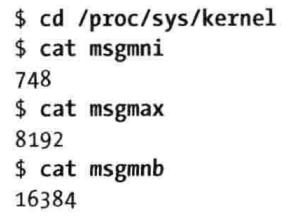 $ cd /proc/sys/kernel
$ cat msgmni
748
$ cat msgmax
8192
$ cat msgmnb
16384